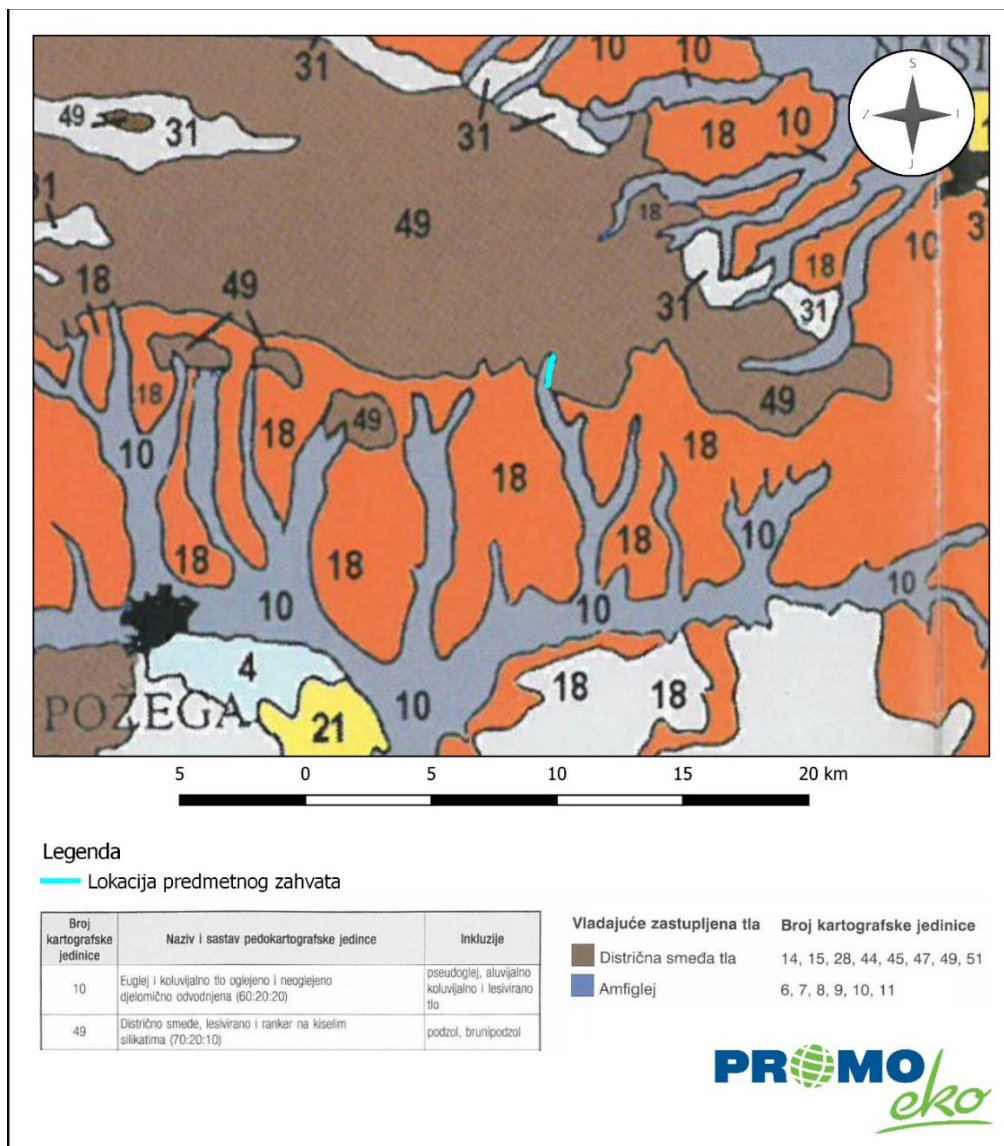 31
10
10
NAŠI
S
Z
I
J
49
31
31
31
18
10
1
31
49
18
10
3
18
49
31
18
31
18
49
49
10
18
18
18
18
18
18
10
18
10
10
10
4
POŽEGA
21
10
18
18
5 0 5 10 15 20 km
Legenda
Lokacija predmetnog zahvata
Broj kartografske jedinice
Naziv i sastav pedokartografske jedince
Inkluzije
10
Euglej i koluvijalno tlo oglejeno i neoglejeno
djelomično odvodnjena (60:20:20)
pseudoglej, aluvijalno
koluvijalno i lesivirano
tlo
49
Distrično smeđe, lesivirano i ranker na kiselim
silikatima (70:20:10)
podzol, brunipodzol
Vladajuće zastupljena tla Broj kartografske jedinice
Distrična smeđa tla 14, 15, 28, 44, 45, 47, 49, 51
Amfiglej 6, 7, 8, 9, 10, 11
PROMO
eko